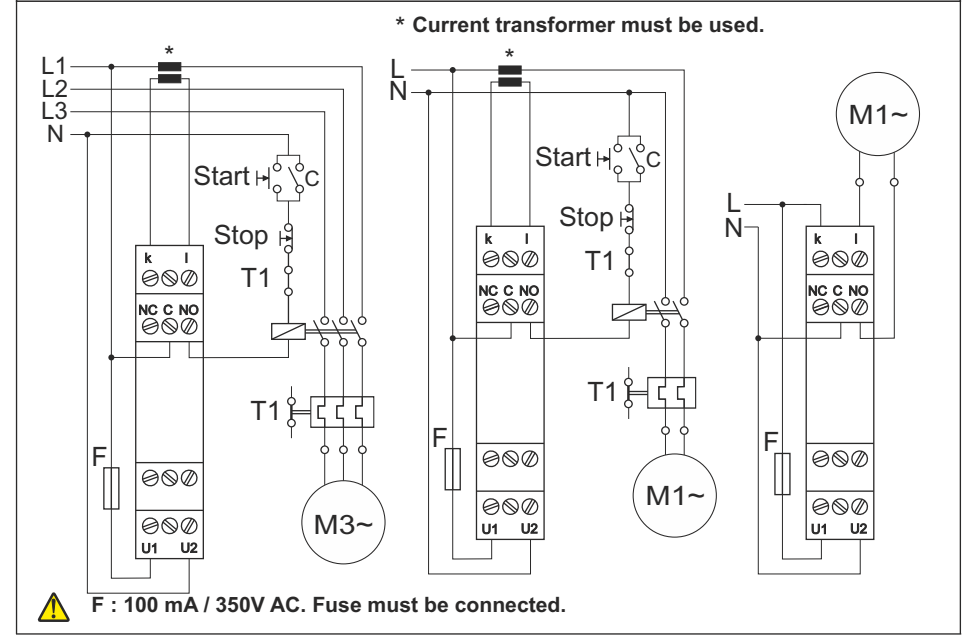 * Current transformer must be used.
*
L1
L2
L3
N
Start
C
Stop
T1
k l
NC C NO
T1
F
M3~
U1 U2
*
L
N
Start
C
Stop
T1
k l
NC C NO
T1
F
M1~
U1 U2
M1~
L
N
k l
NC C NO
F
U1 U2
F : 100 mA / 350V AC. Fuse must be connected.